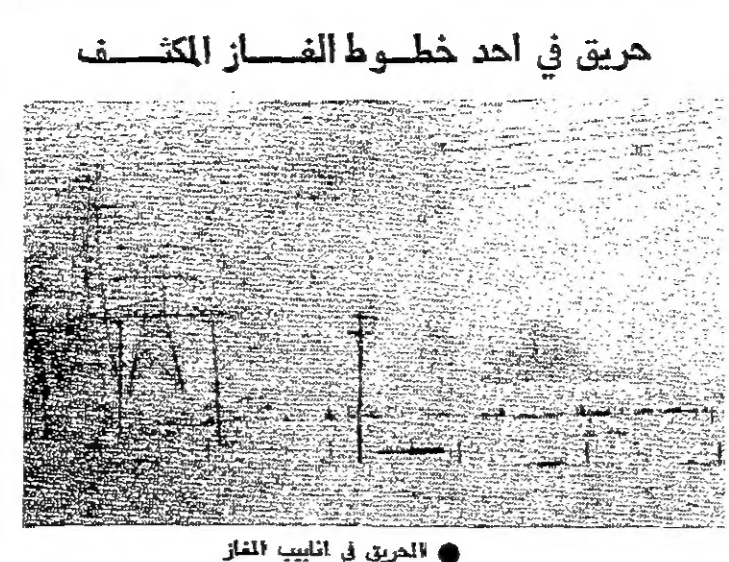 حريق في احد خطوط الغاز المكثف
● الحريق في انابيب الغاز